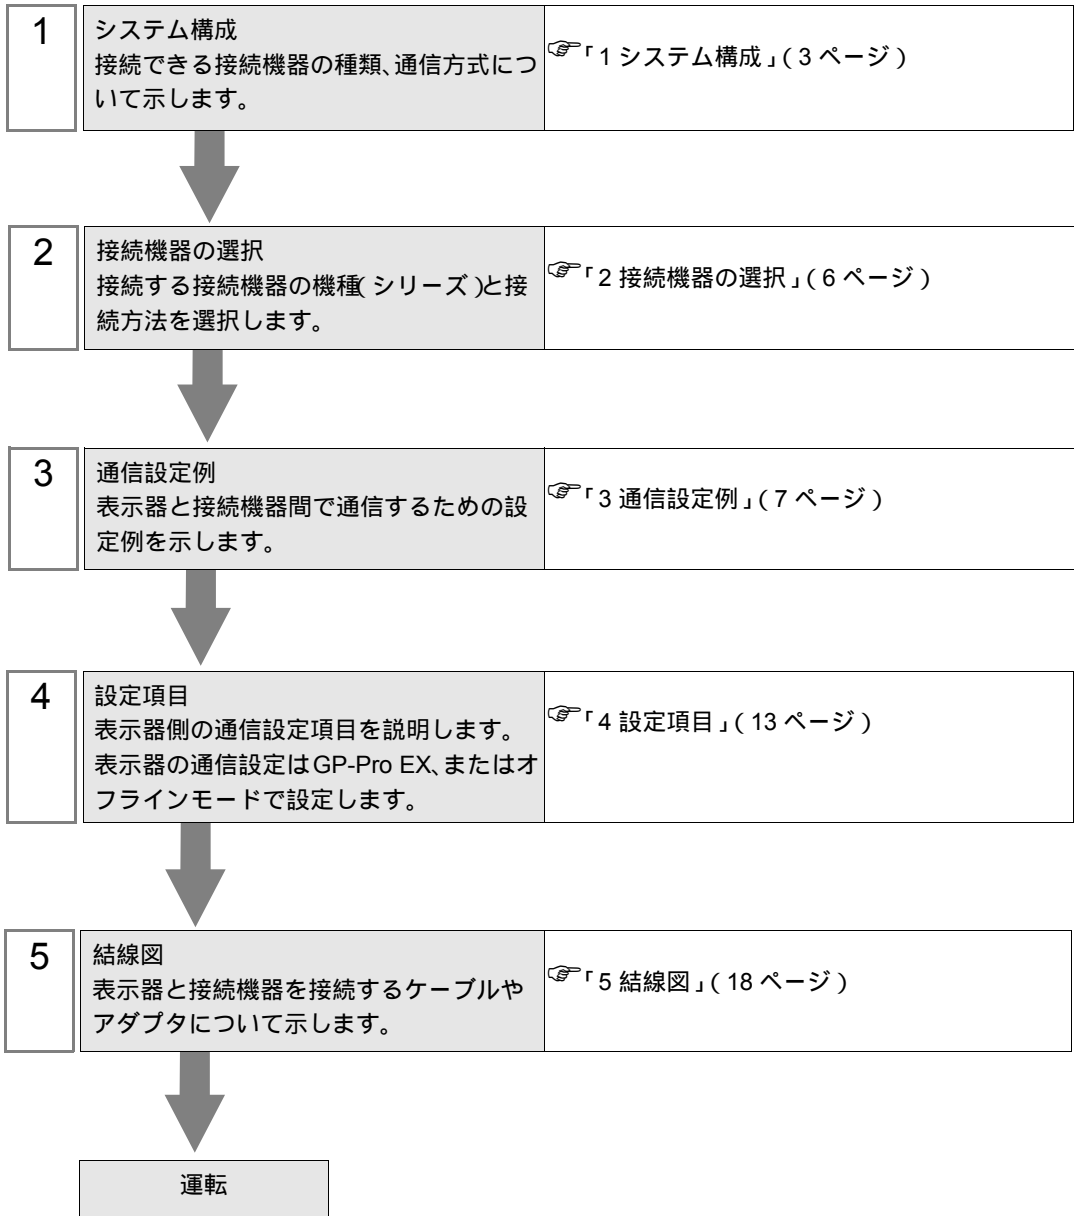 1
システム構成
接続できる接続機器の種類、通信方式につ
いて示します。
☞「1 システム構成」(3 ページ)
2
接続機器の選択
接続する接続機器の機種(シリーズ)と接
続方法を選択します。
☞「2 接続機器の選択」(6 ページ)
3
通信設定例
表示器と接続機器間で通信するための設
定例を示します。
☞「3 通信設定例」(7 ページ)
4
設定項目
表示器側の通信設定項目を説明します。
表示器の通信設定はGP-Pro EX、またはオ
フラインモードで設定します。
☞「4 設定項目」(13 ページ)
5
結線図
表示器と接続機器を接続するケーブルや
アダプタについて示します。
☞「5 結線図」(18 ページ)
運転